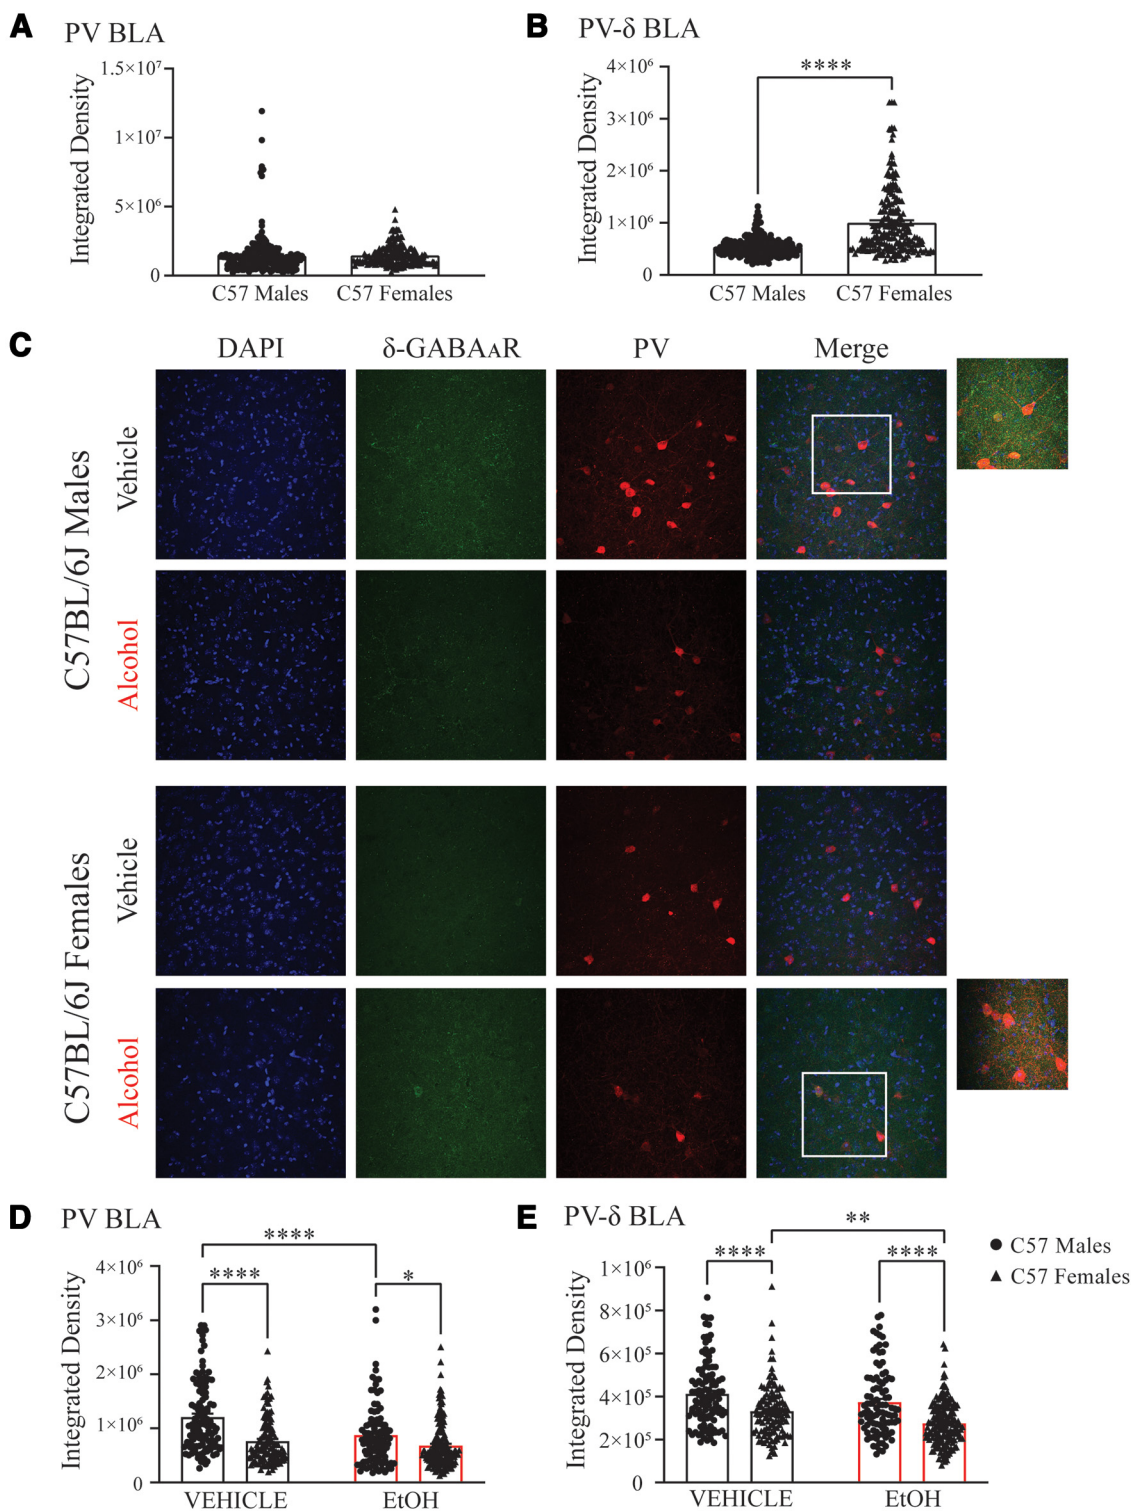 A PV BLA
Integrated Density
1.5×10⁷
1×10⁷
5×10⁶
0
C57 Males C57 Females
B PV-δ BLA
Integrated Density
4×10⁶
3×10⁶
2×10⁶
1×10⁶
0
****
C57 Males C57 Females
C
DAPI δ-GABAᴀR PV Merge
C57BL/6J Males
Vehicle
Alcohol
C57BL/6J Females
Vehicle
Alcohol
D PV BLA
Integrated Density
4×10⁶
3×10⁶
2×10⁶
1×10⁶
0
****
****
*
VEHICLE EtOH
E PV-δ BLA
Integrated Density
1×10⁶
8×10⁵
6×10⁵
4×10⁵
2×10⁵
0
**
****
****
VEHICLE EtOH
C57 Males
C57 Females